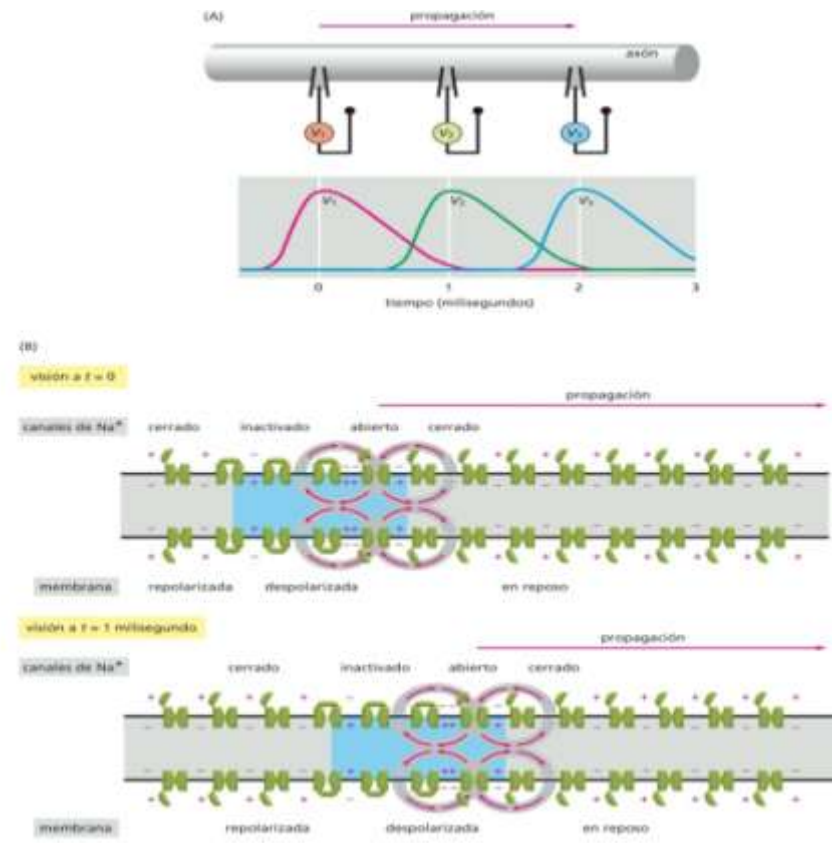 (A)
propagación
axón
V₁ V₂ V₃
V₁ V₂ V₃
0 1 2 3
tiempo (milisegundos)
(B)
visión a t = 0
propagación
canales de Na⁺ cerrado inactivado abierto cerrado
membrana repolarizada despolarizada en reposo
visión a t = 1 milisegundo
propagación
canales de Na⁺ cerrado inactivado abierto cerrado
membrana repolarizada despolarizada en reposo